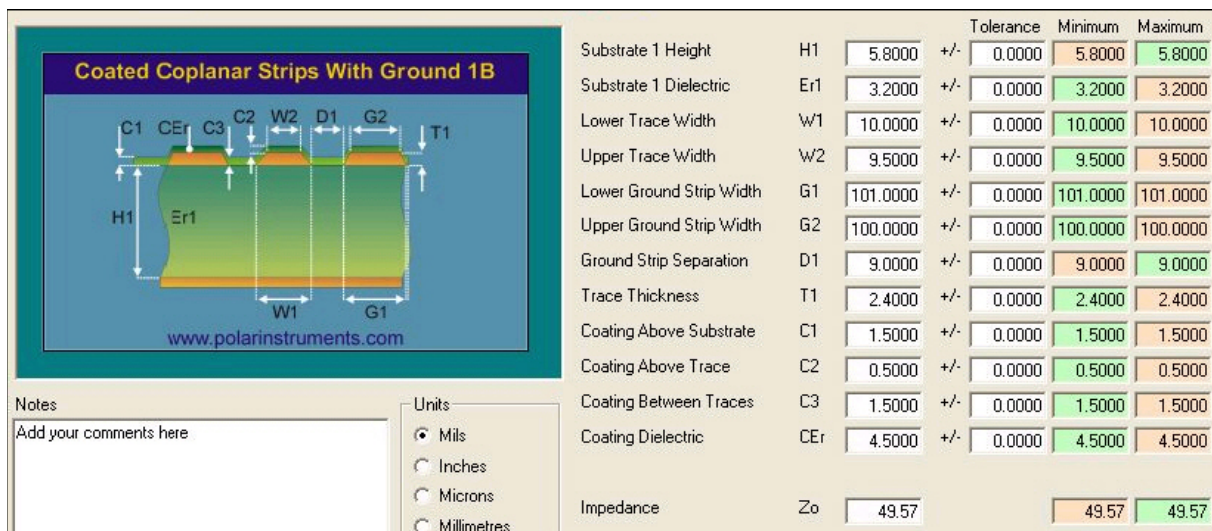 Tolerance Minimum Maximum
Coated Coplanar Strips With Ground 1B
C2 W2 D1 G2
C1 CEr C3 T1
H1 Er1
W1 G1
www.polarinstruments.com
Substrate 1 Height H1 5.8000 +/- 0.0000 5.8000 5.8000
Substrate 1 Dielectric Er1 3.2000 +/- 0.0000 3.2000 3.2000
Lower Trace Width W1 10.0000 +/- 0.0000 10.0000 10.0000
Upper Trace Width W2 9.5000 +/- 0.0000 9.5000 9.5000
Lower Ground Strip Width G1 101.0000 +/- 0.0000 101.0000 101.0000
Upper Ground Strip Width G2 100.0000 +/- 0.0000 100.0000 100.0000
Ground Strip Separation D1 9.0000 +/- 0.0000 9.0000 9.0000
Trace Thickness T1 2.4000 +/- 0.0000 2.4000 2.4000
Coating Above Substrate C1 1.5000 +/- 0.0000 1.5000 1.5000
Coating Above Trace C2 0.5000 +/- 0.0000 0.5000 0.5000
Coating Between Traces C3 1.5000 +/- 0.0000 1.5000 1.5000
Coating Dielectric CEr 4.5000 +/- 0.0000 4.5000 4.5000
Impedance Zo 49.57 49.57 49.57
Notes
Add your comments here
Units
Mils
Inches
Microns
Millimetres